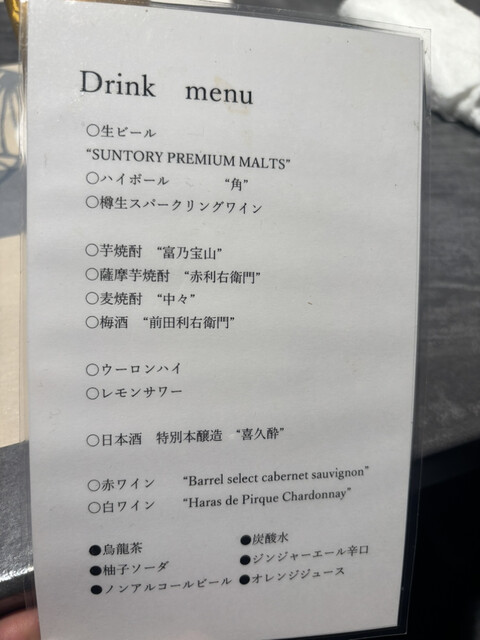 Drink menu
○生ビール
“SUNTORY PREMIUM MALTS”
○ハイボール “角”
○樽生スパークリングワイン
○芋焼酎 “富乃宝山”
○薩摩芋焼酎 “赤利右衛門”
○麦焼酎 “中々”
○梅酒 “前田利右衛門”
○ウーロンハイ
○レモンサワー
○日本酒 特別本醸造 “喜久酔”
○赤ワイン “Barrel select cabernet sauvignon”
○白ワイン “Haras de Pirque Chardonnay”
●烏龍茶 ●炭酸水
●柚子ソーダ ●ジンジャーエール辛口
●ノンアルコールビール ●オレンジジュース